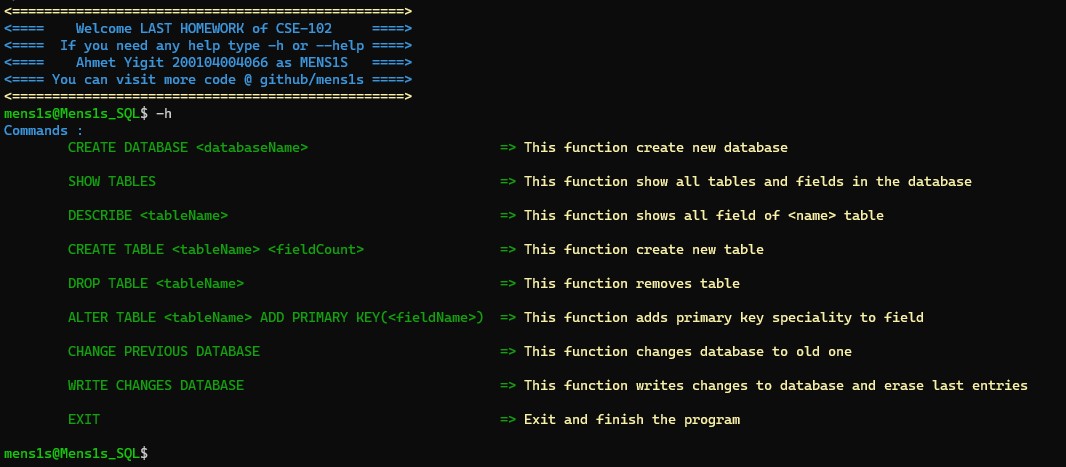 <==================================================>
<====    Welcome LAST HOMEWORK of CSE-102     ====>
<====  If you need any help type -h or --help ====>
<====    Ahmet Yigit 200104004066 as MENS1S   ====>
<==== You can visit more code @ github/mens1s ====>
<==================================================>
mens1s@Mens1s_SQL$ -h
Commands :
CREATE DATABASE <databaseName> => This function create new database
SHOW TABLES => This function show all tables and fields in the database
DESCRIBE <tableName> => This function shows all field of <name> table
CREATE TABLE <tableName> <fieldCount> => This function create new table
DROP TABLE <tableName> => This function removes table
ALTER TABLE <tableName> ADD PRIMARY KEY(<fieldName>) => This function adds primary key speciality to field
CHANGE PREVIOUS DATABASE => This function changes database to old one
WRITE CHANGES DATABASE => This function writes changes to database and erase last entries
EXIT => Exit and finish the program
mens1s@Mens1s_SQL$